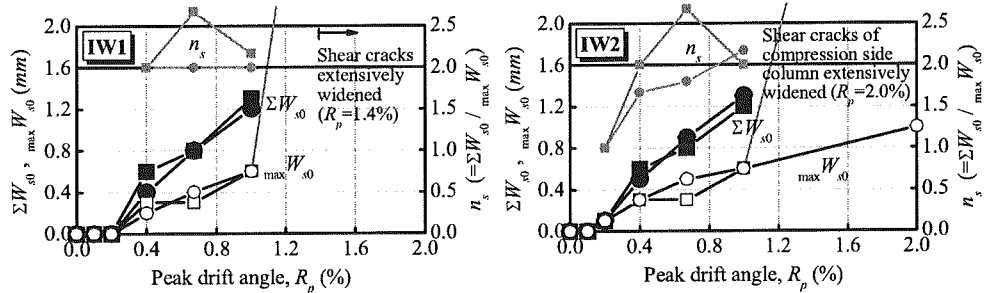 IW1
n_s
Shear cracks
extensively
widened
(R_p=1.4%)
ΣW_s0
maxW_s0
ΣW_s0, maxW_s0 (mm)
2.0
1.6
1.2
0.8
0.4
0.0
2.5
2.0
1.5
1.0
0.5
0.0
n_s (=ΣW_s0 / maxW_s0)
0.0 0.4 0.8 1.2 1.6 2.0
Peak drift angle, R_p (%)
IW2
n_s
Shear cracks of
compression side
column extensively
widened (R_p=2.0%)
ΣW_s0
maxW_s0
ΣW_s0, maxW_s0 (mm)
2.0
1.6
1.2
0.8
0.4
0.0
2.5
2.0
1.5
1.0
0.5
0.0
n_s (=ΣW_s0 / maxW_s0)
0.0 0.4 0.8 1.2 1.6 2.0
Peak drift angle, R_p (%)